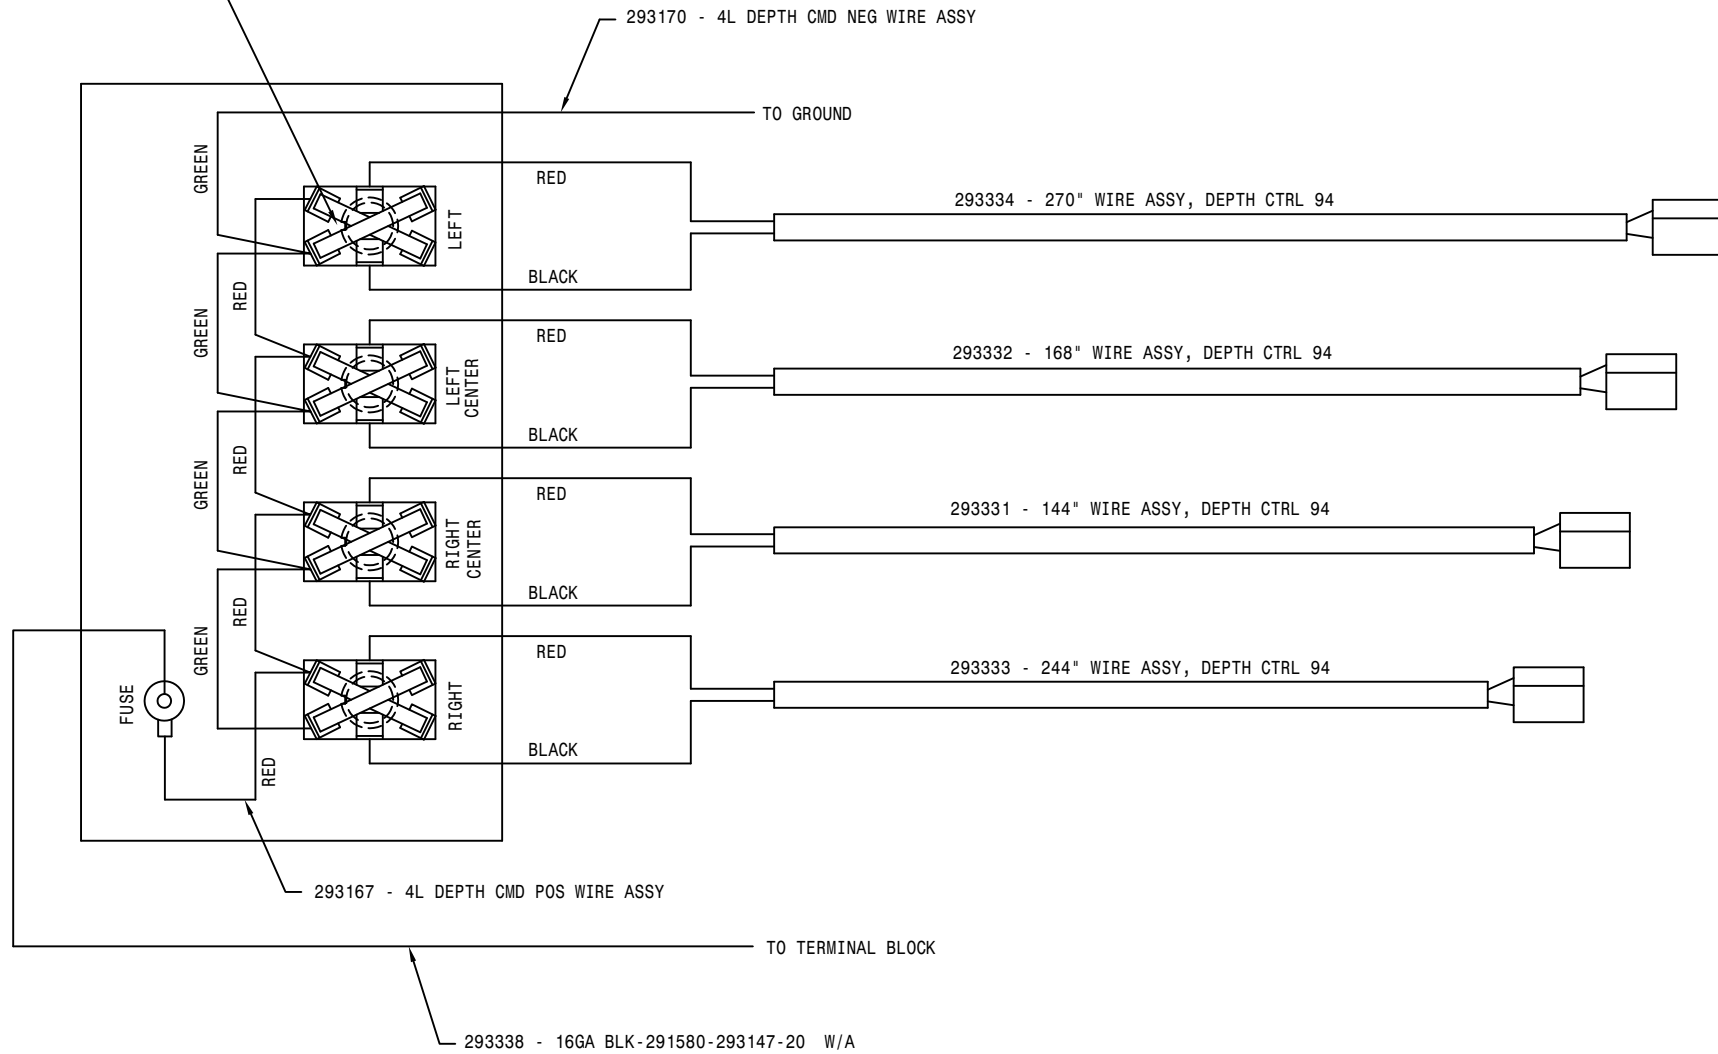 293170 - 4L DEPTH CMD NEG WIRE ASSY
TO GROUND
GREEN
RED
LEFT
293334 - 270" WIRE ASSY, DEPTH CTRL 94
BLACK
RED
GREEN
RED
LEFT
CENTER
293332 - 168" WIRE ASSY, DEPTH CTRL 94
BLACK
RED
GREEN
RED
RIGHT
CENTER
293331 - 144" WIRE ASSY, DEPTH CTRL 94
BLACK
RED
GREEN
RED
RIGHT
293333 - 244" WIRE ASSY, DEPTH CTRL 94
FUSE
BLACK
RED
293167 - 4L DEPTH CMD POS WIRE ASSY
TO TERMINAL BLOCK
293338 - 16GA BLK-291580-293147-20 W/A